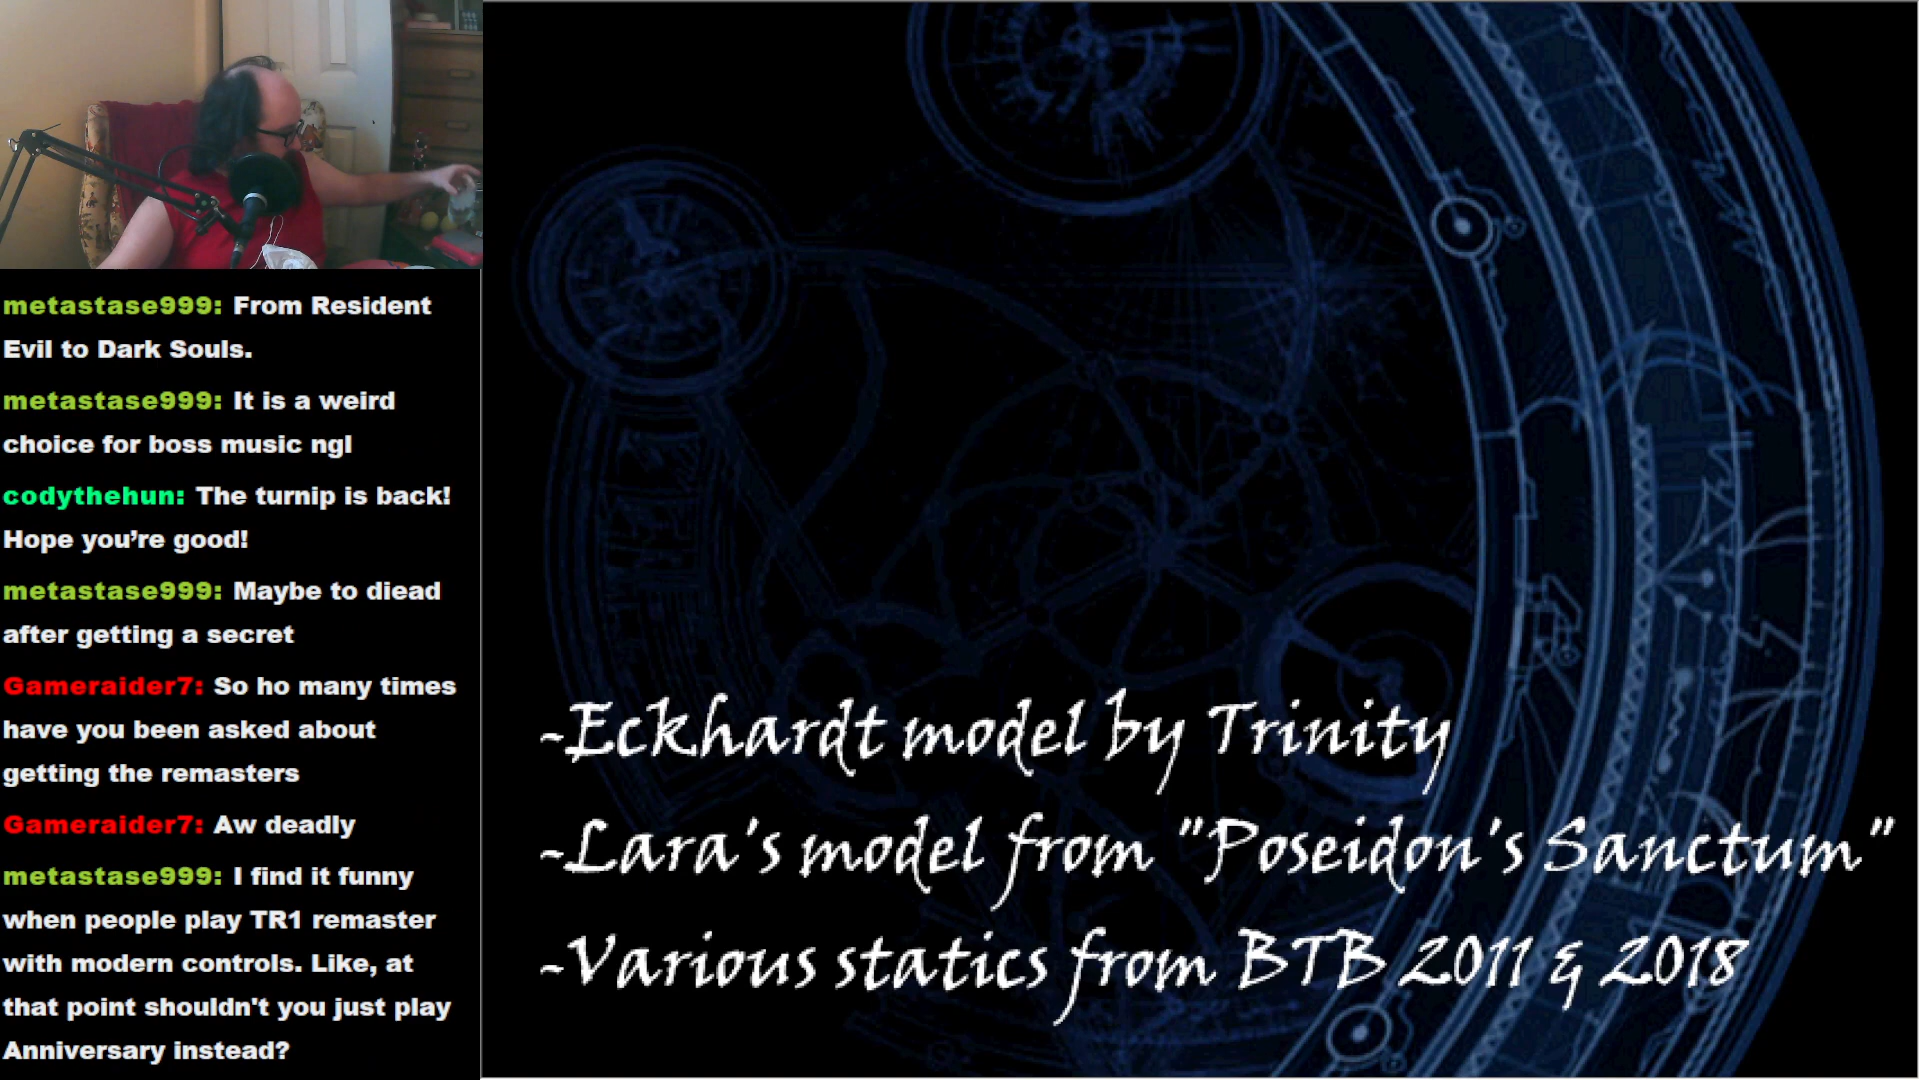 metastase999: From Resident
Evil to Dark Souls.
metastase999: It is a weird
choice for boss music ngl
codythehun: The turnip is back!
Hope you’re good!
metastase999: Maybe to diead
after getting a secret
Gameraider7: So ho many times
have you been asked about
getting the remasters
Gameraider7: Aw deadly
metastase999: I find it funny
when people play TR1 remaster
with modern controls. Like, at
that point shouldn't you just play
Anniversary instead?
-Eckhardt model by Trinity
-Lara's model from "Poseidon's Sanctum"
-Various statics from BTB 2011 & 2018